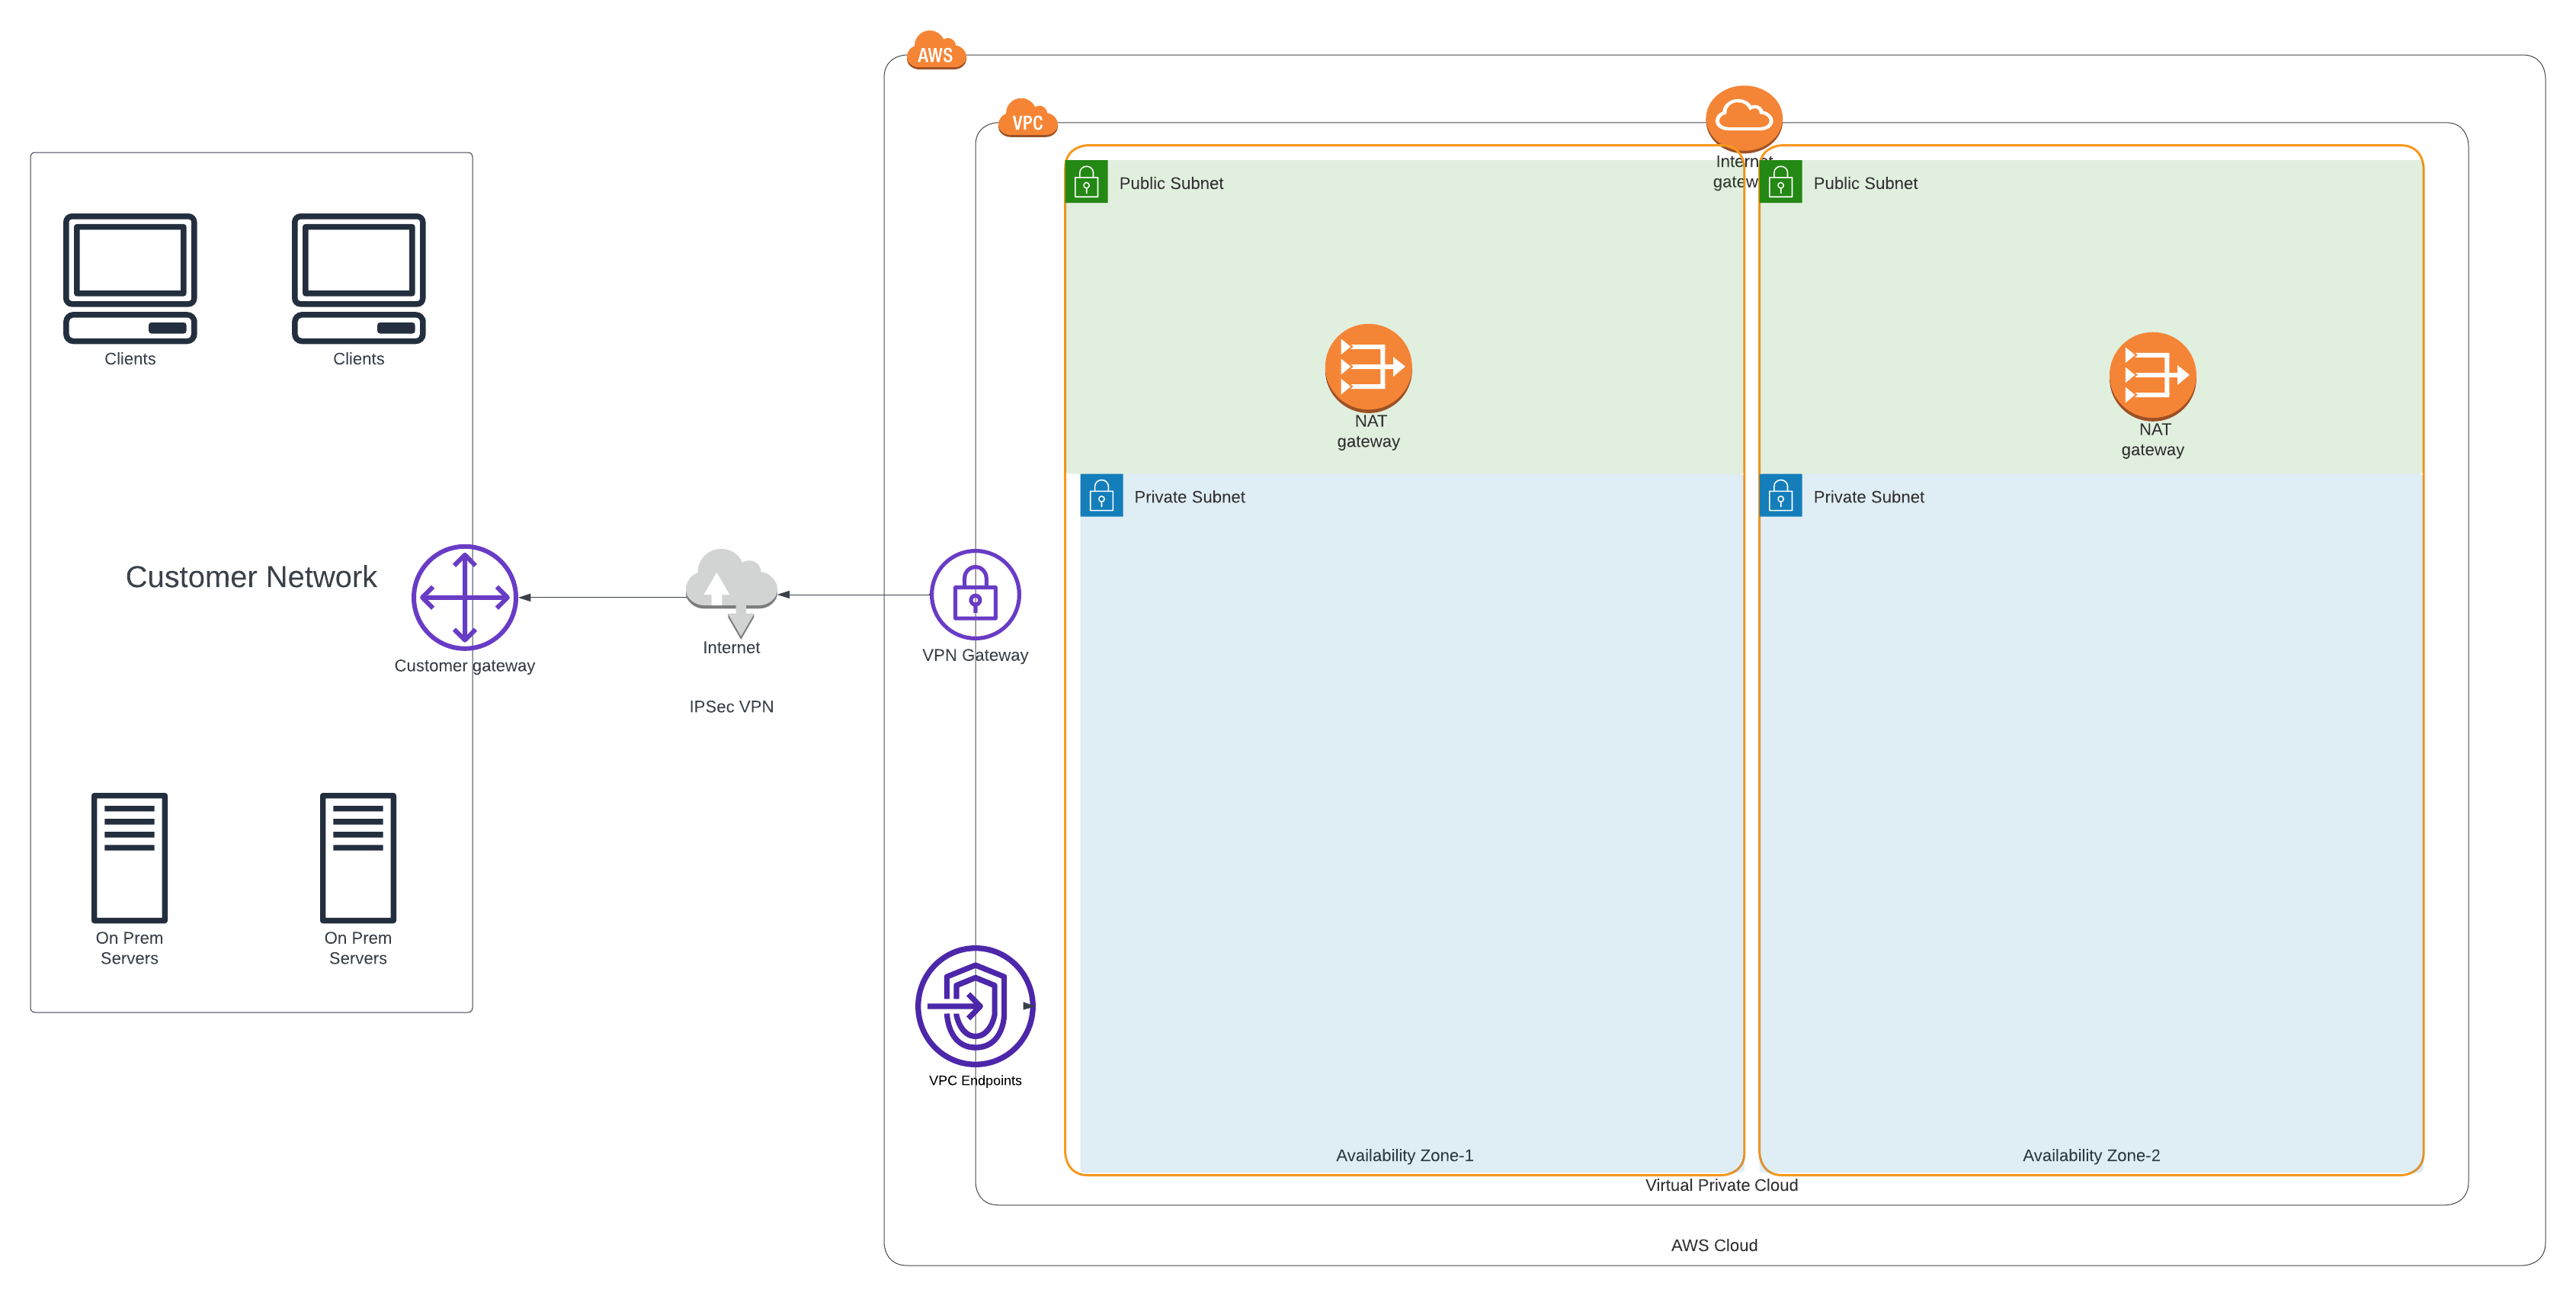 AWS
VPC
Internet
gatew
Public Subnet
Public Subnet
Clients
Clients
NAT
gateway
NAT
gateway
Private Subnet
Private Subnet
Customer Network
Customer gateway
Internet
VPN Gateway
IPSec VPN
On Prem
Servers
On Prem
Servers
VPC Endpoints
Availability Zone-1
Availability Zone-2
Virtual Private Cloud
AWS Cloud